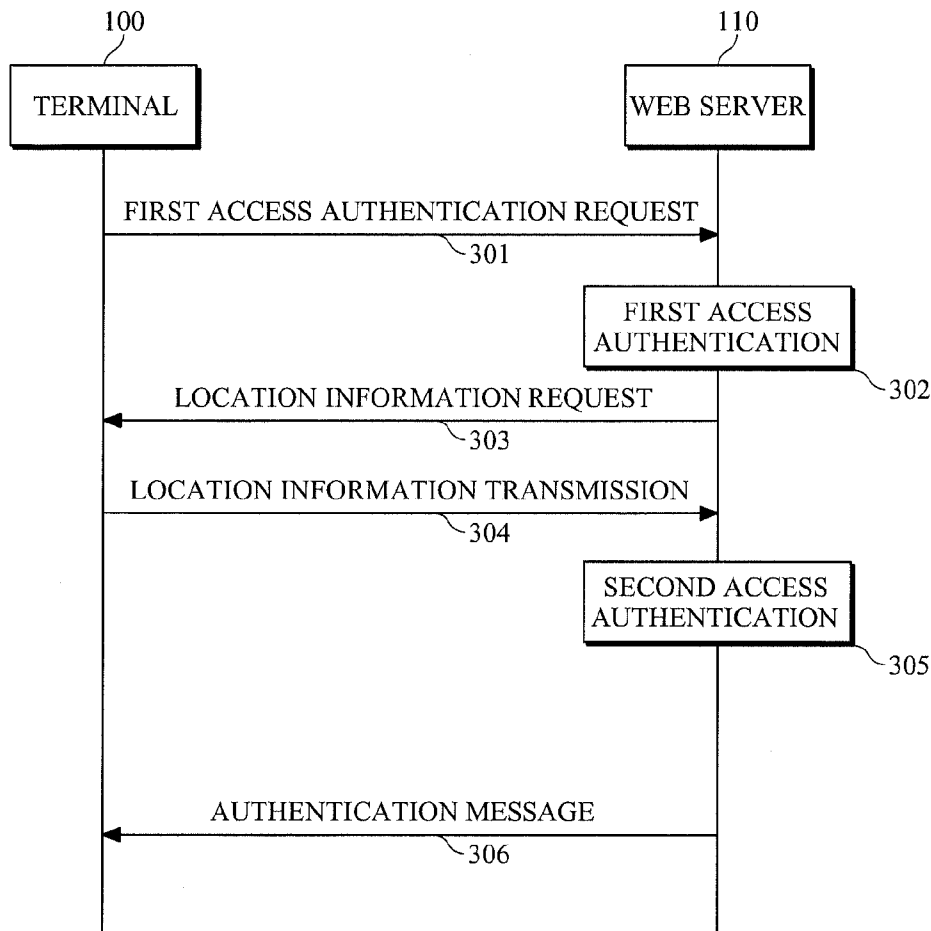 100
110
TERMINAL
WEB SERVER
FIRST ACCESS AUTHENTICATION REQUEST
301
FIRST ACCESS
AUTHENTICATION
302
LOCATION INFORMATION REQUEST
303
LOCATION INFORMATION TRANSMISSION
304
SECOND ACCESS
AUTHENTICATION
305
AUTHENTICATION MESSAGE
306